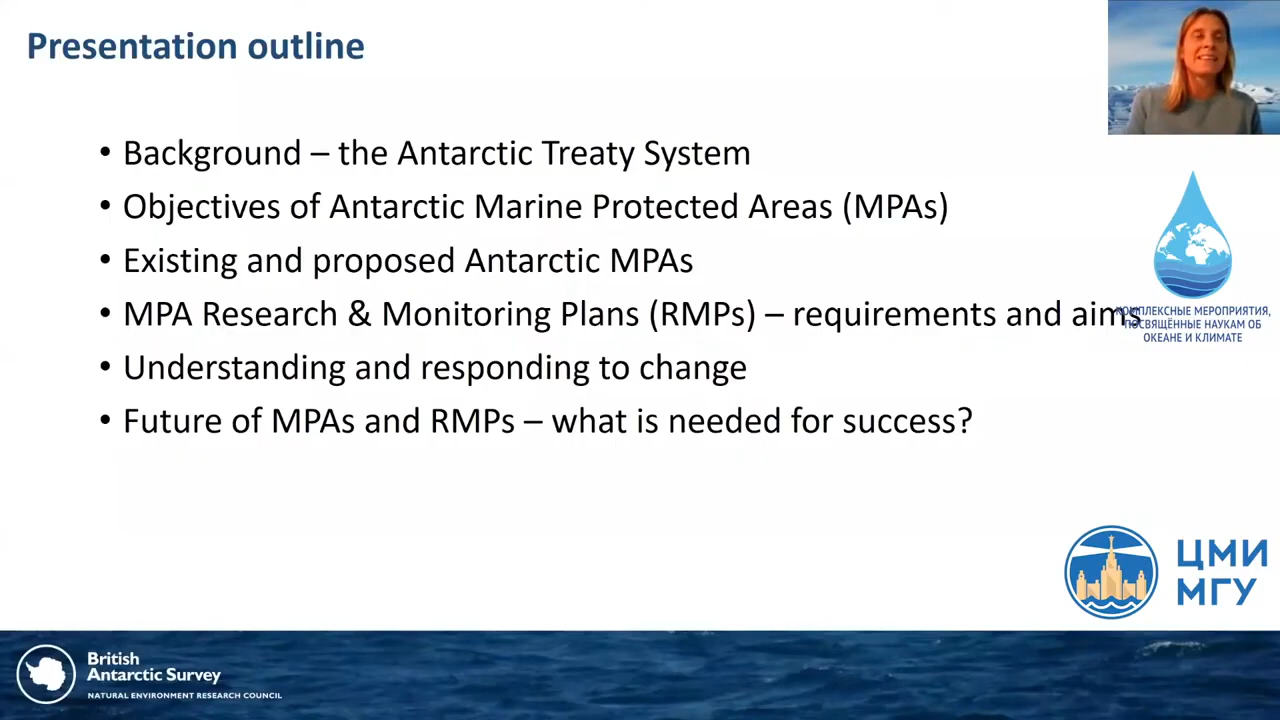 Presentation outline
• Background – the Antarctic Treaty System
• Objectives of Antarctic Marine Protected Areas (MPAs)
• Existing and proposed Antarctic MPAs
• MPA Research & Monitoring Plans (RMPs) – requirements and aims
• Understanding and responding to change
• Future of MPAs and RMPs – what is needed for success?
КОМПЛЕКСНЫЕ МЕРОПРИЯТИЯ,
ПОСВЯЩЁННЫЕ НАУКАМ ОБ
ОКЕАНЕ И КЛИМАТЕ
ЦМИ
МГУ
British
Antarctic Survey
NATURAL ENVIRONMENT RESEARCH COUNCIL